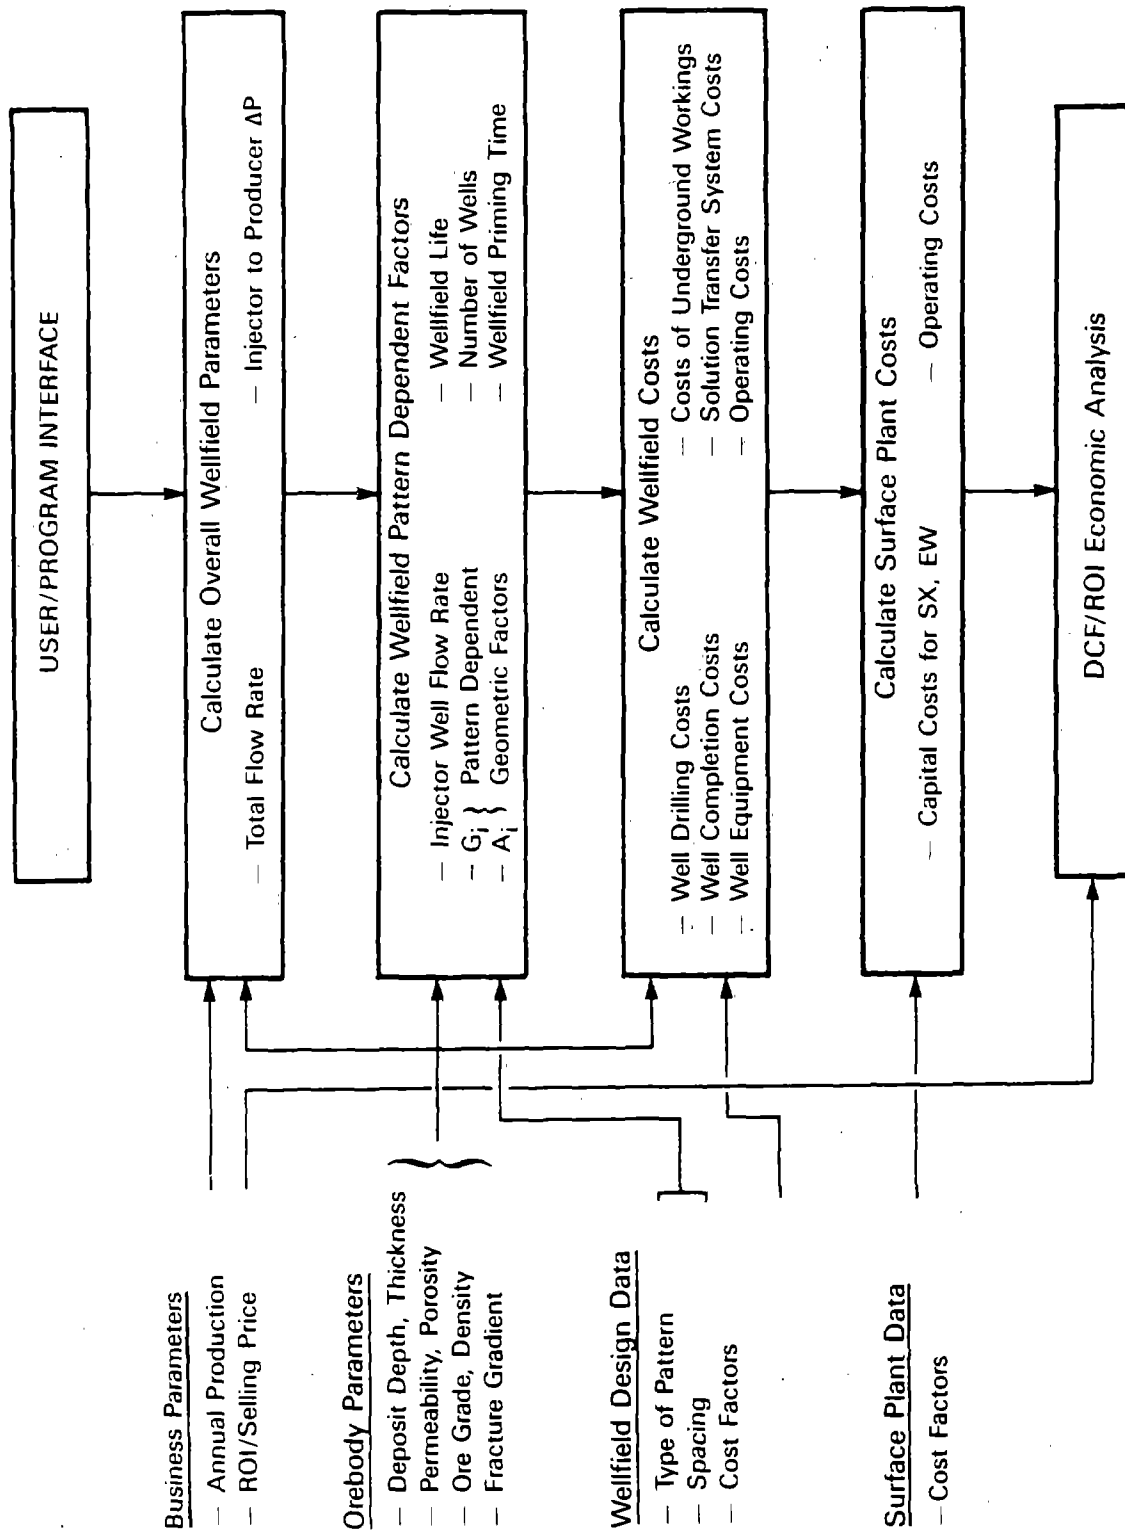 USER/PROGRAM INTERFACE
Business Parameters
— Annual Production
— ROI/Selling Price
Calculate Overall Wellfield Parameters
— Total Flow Rate
— Injector to Producer ΔP
Orebody Parameters
— Deposit Depth, Thickness
— Permeability, Porosity
— Ore Grade, Density
— Fracture Gradient
Calculate Wellfield Pattern Dependent Factors
— Injector Well Flow Rate
— Gi } Pattern Dependent
— Ai } Geometric Factors
— Wellfield Life
— Number of Wells
— Wellfield Priming Time
Wellfield Design Data
— Type of Pattern
— Spacing
— Cost Factors
Calculate Wellfield Costs
— Well Drilling Costs
— Well Completion Costs
— Well Equipment Costs
— Costs of Underground Workings
— Solution Transfer System Costs
— Operating Costs
Surface Plant Data
— Cost Factors
Calculate Surface Plant Costs
— Capital Costs for SX, EW
— Operating Costs
DCF/ROI Economic Analysis